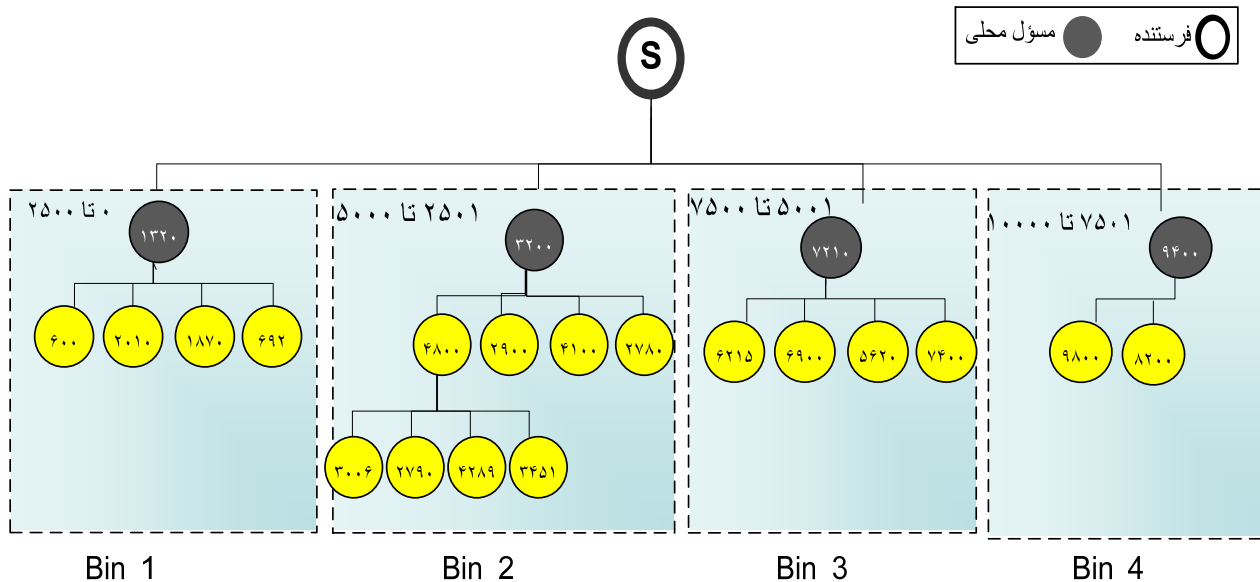 فرستنده مسؤل محلی
S
۰ تا ۲۵۰۰
۲۵۰۱ تا ۵۰۰۰
۵۰۰۱ تا ۷۵۰۰
۷۵۰۱ تا ۱۰۰۰۰
۱۳۲۰
۳۲۰۰
۷۲۱۰
۹۴۰۰
۶۰۰ ۲۰۱۰ ۱۸۷۰ ۶۹۲
۴۸۰۰ ۲۹۰۰ ۴۱۰۰ ۲۷۸۰
۶۲۱۵ ۶۹۰۰ ۵۶۲۰ ۷۴۰۰
۹۸۰۰ ۸۲۰۰
۳۰۰۶ ۲۷۹۰ ۴۲۸۹ ۳۴۵۱
Bin 1
Bin 2
Bin 3
Bin 4